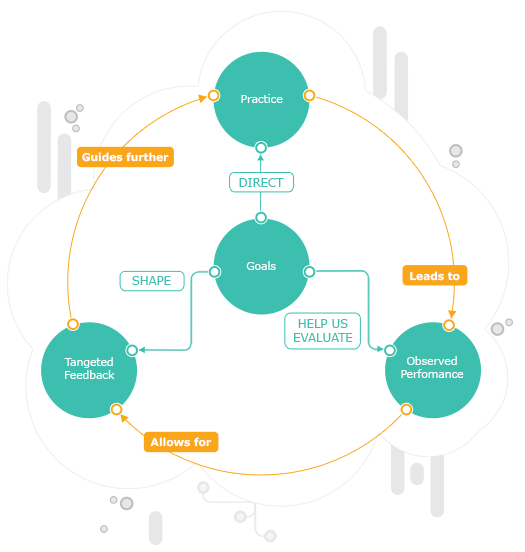 Practice
Guides further
DIRECT
Goals
Leads to
SHAPE
HELP US
EVALUATE
Tangeted
Feedback
Observed
Perfomance
Allows for